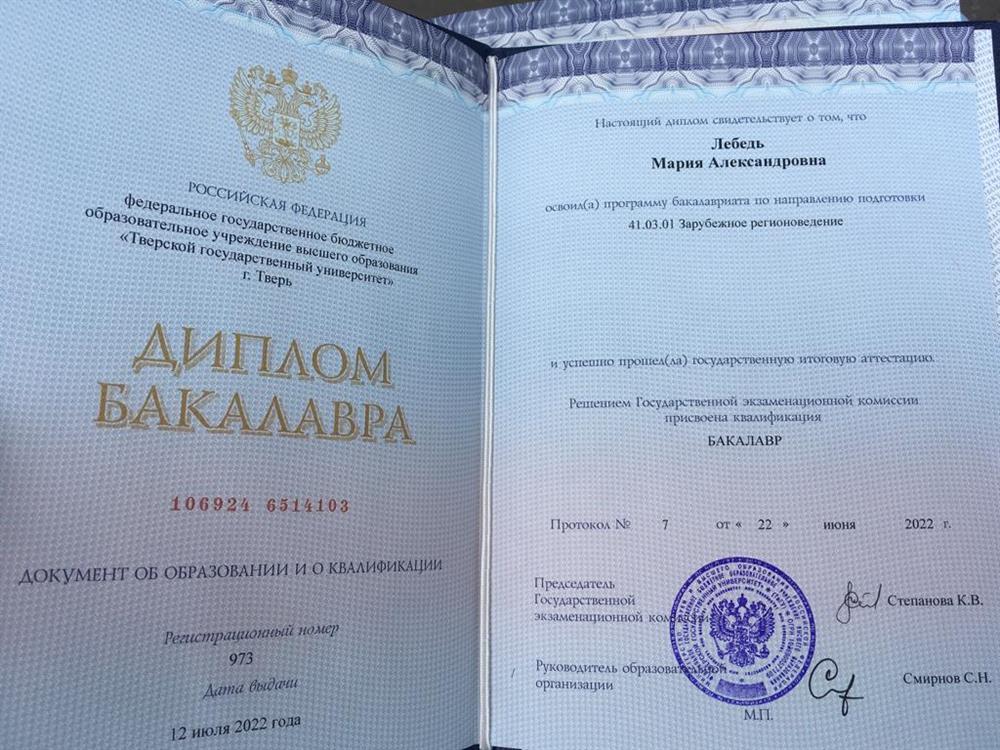 РОССИЙСКАЯ ФЕДЕРАЦИЯ
федеральное государственное бюджетное
образовательное учреждение высшего образования
«Тверской государственный университет»
г. Тверь
ДИПЛОМ
БАКАЛАВРА
106924 6514103
ДОКУМЕНТ ОБ ОБРАЗОВАНИИ И О КВАЛИФИКАЦИИ
Регистрационный номер
973
Дата выдачи
12 июля 2022 года
Настоящий диплом свидетельствует о том, что
Лебедь
Мария Александровна
освоил(а) программу бакалавриата по направлению подготовки
41.03.01 Зарубежное регионоведение
и успешно прошел(ла) государственную итоговую аттестацию.
Решением Государственной экзаменационной комиссии
присвоена квалификация
БАКАЛАВР
Протокол № 7 от « 22 » июня 2022 г.
Председатель
Государственной
экзаменационной комиссии
Степанова К.В.
Руководитель образовательной
организации
Смирнов С.Н.
М.П.